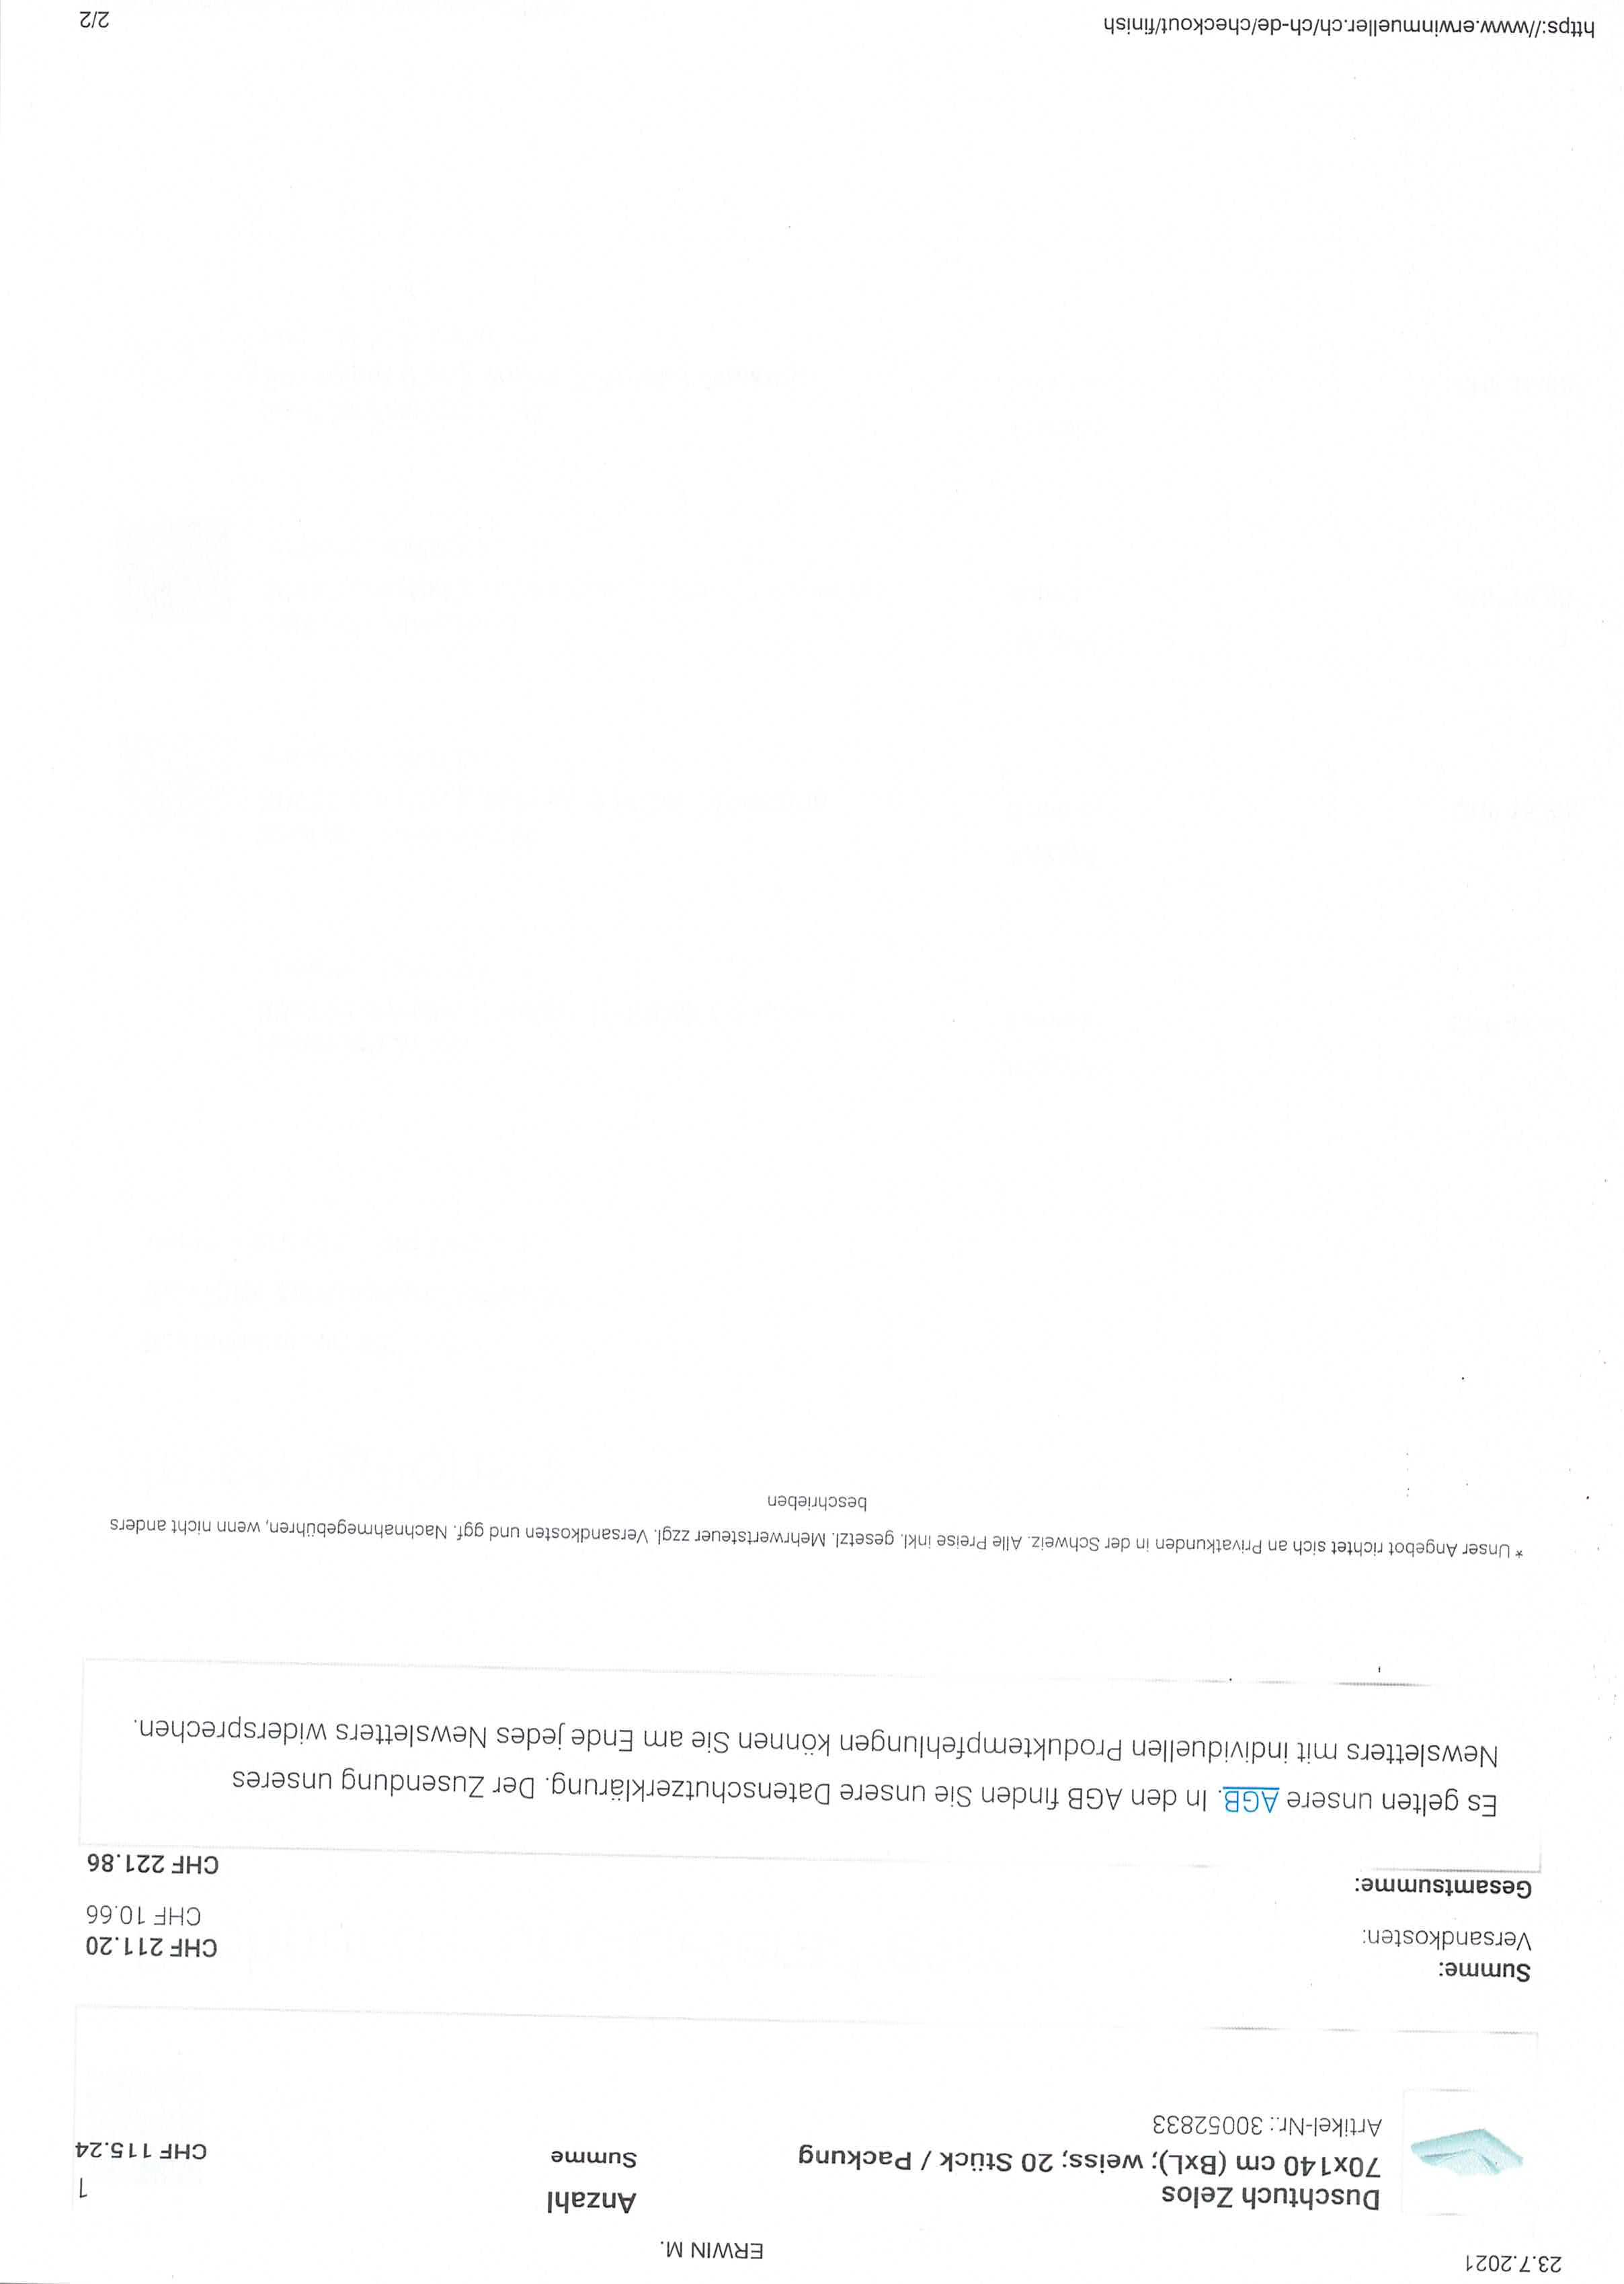 23.7.2021
ERWIN M.
Duschtuch Zelos
70x140 cm (BxL); weiss; 20 Stück / Packung
Artikel-Nr.: 30052833
Anzahl
1
Summe
CHF 115.24
Summe:
CHF 211.20
Versandkosten:
CHF 10.66
Gesamtsumme:
CHF 221.86
Es gelten unsere AGB. In den AGB finden Sie unsere Datenschutzerklärung. Der Zusendung unseres
Newsletters mit individuellen Produktempfehlungen können Sie am Ende jedes Newsletters widersprechen.
* Unser Angebot richtet sich an Privatkunden in der Schweiz. Alle Preise inkl. gesetzl. Mehrwertsteuer zzgl. Versandkosten und ggf. Nachnahmegebühren, wenn nicht anders
beschrieben
https://www.erwinmueller.ch/ch-de/checkout/finish
2/2